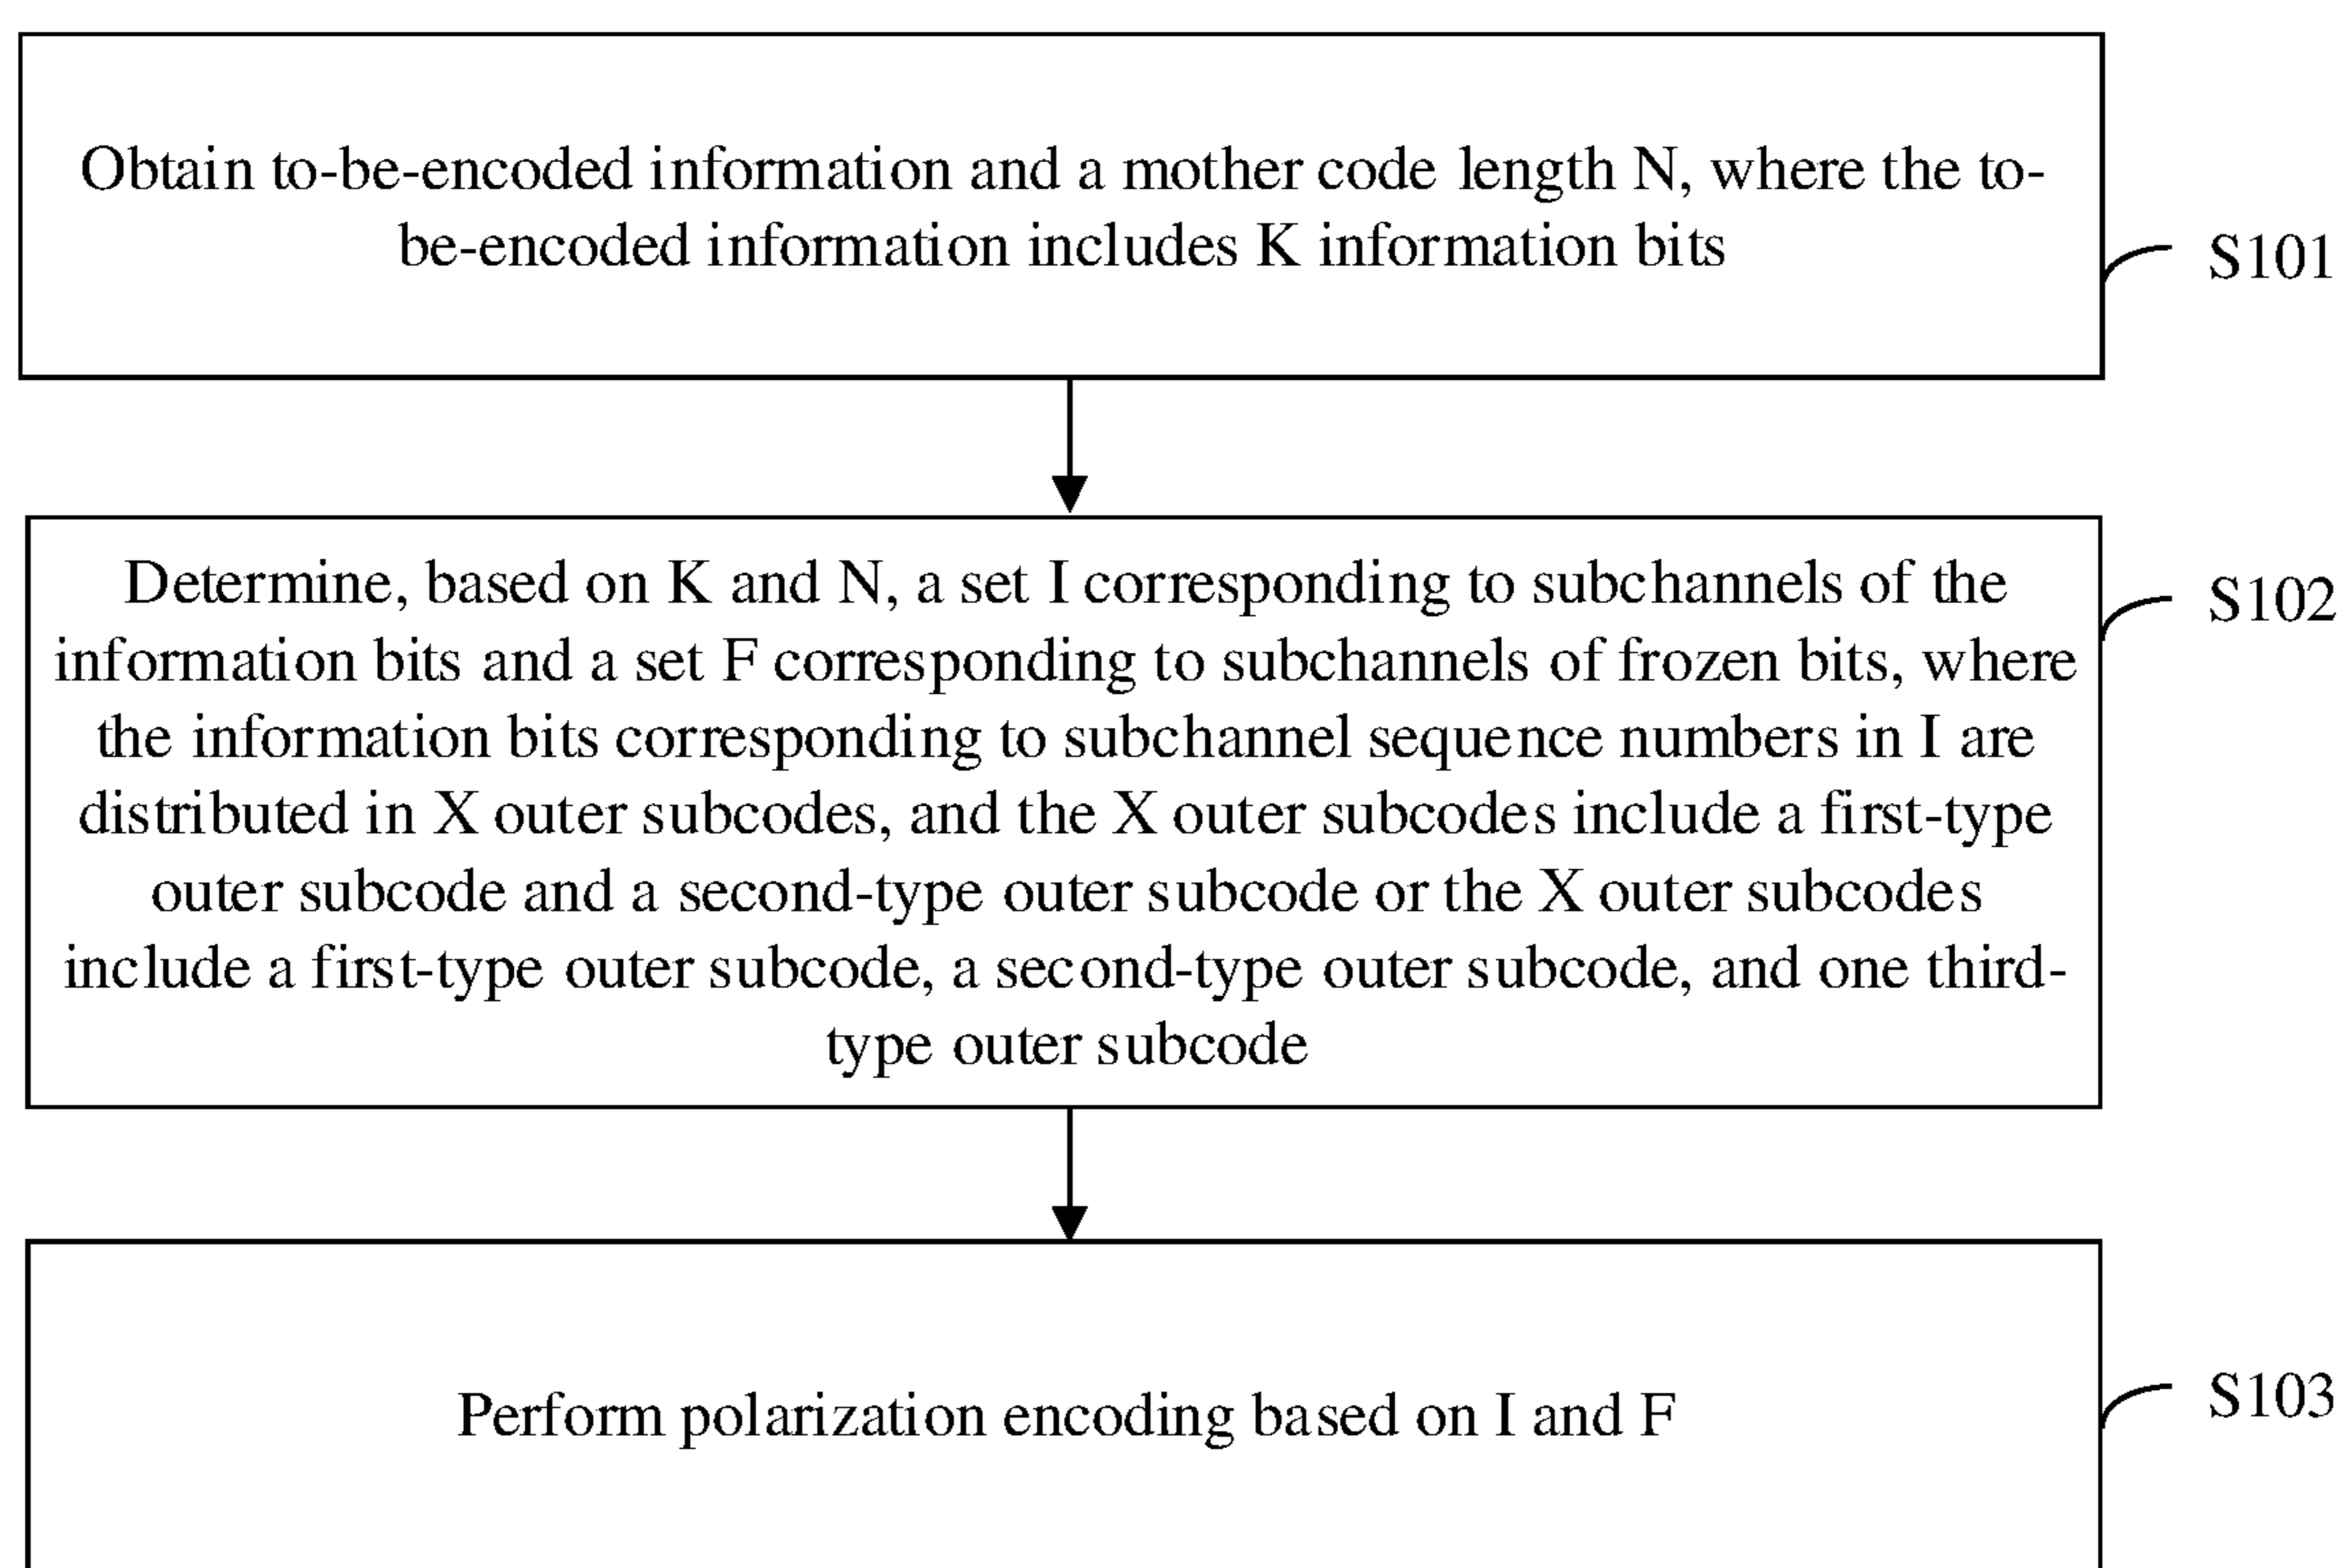 Obtain to-be-encoded information and a mother code length N, where the to-
be-encoded information includes K information bits
S101
Determine, based on K and N, a set I corresponding to subchannels of the
information bits and a set F corresponding to subchannels of frozen bits, where
the information bits corresponding to subchannel sequence numbers in I are
distributed in X outer subcodes, and the X outer subcodes include a first-type
outer subcode and a second-type outer subcode or the X outer subcodes
include a first-type outer subcode, a second-type outer subcode, and one third-
type outer subcode
S102
Perform polarization encoding based on I and F
S103